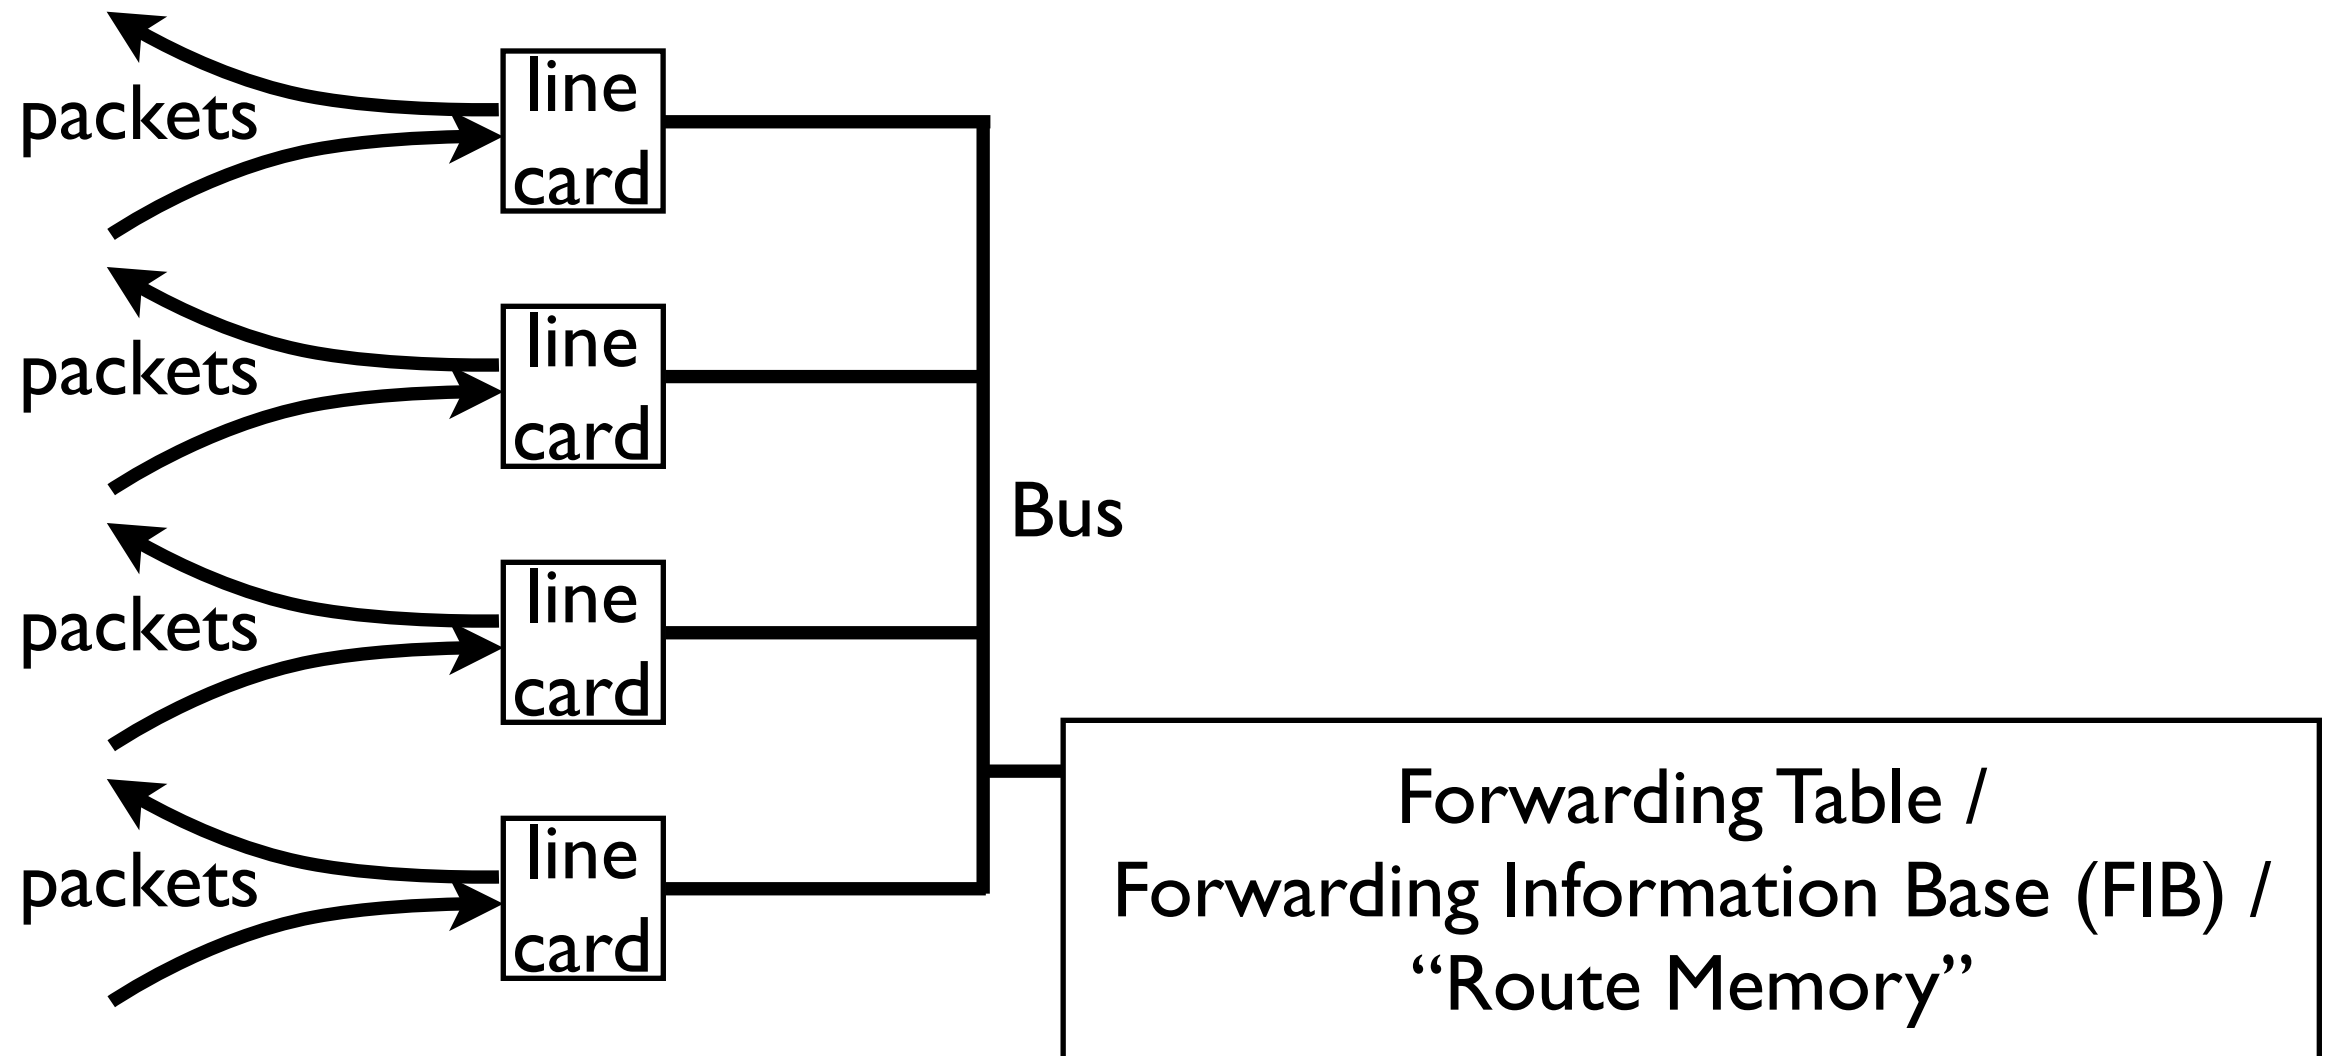 line
packets
card
line
packets
card
Bus
line
packets
card
Forwarding Table /
line
packets
Forwarding Information Base (FIB) /
card
“Route Memory”